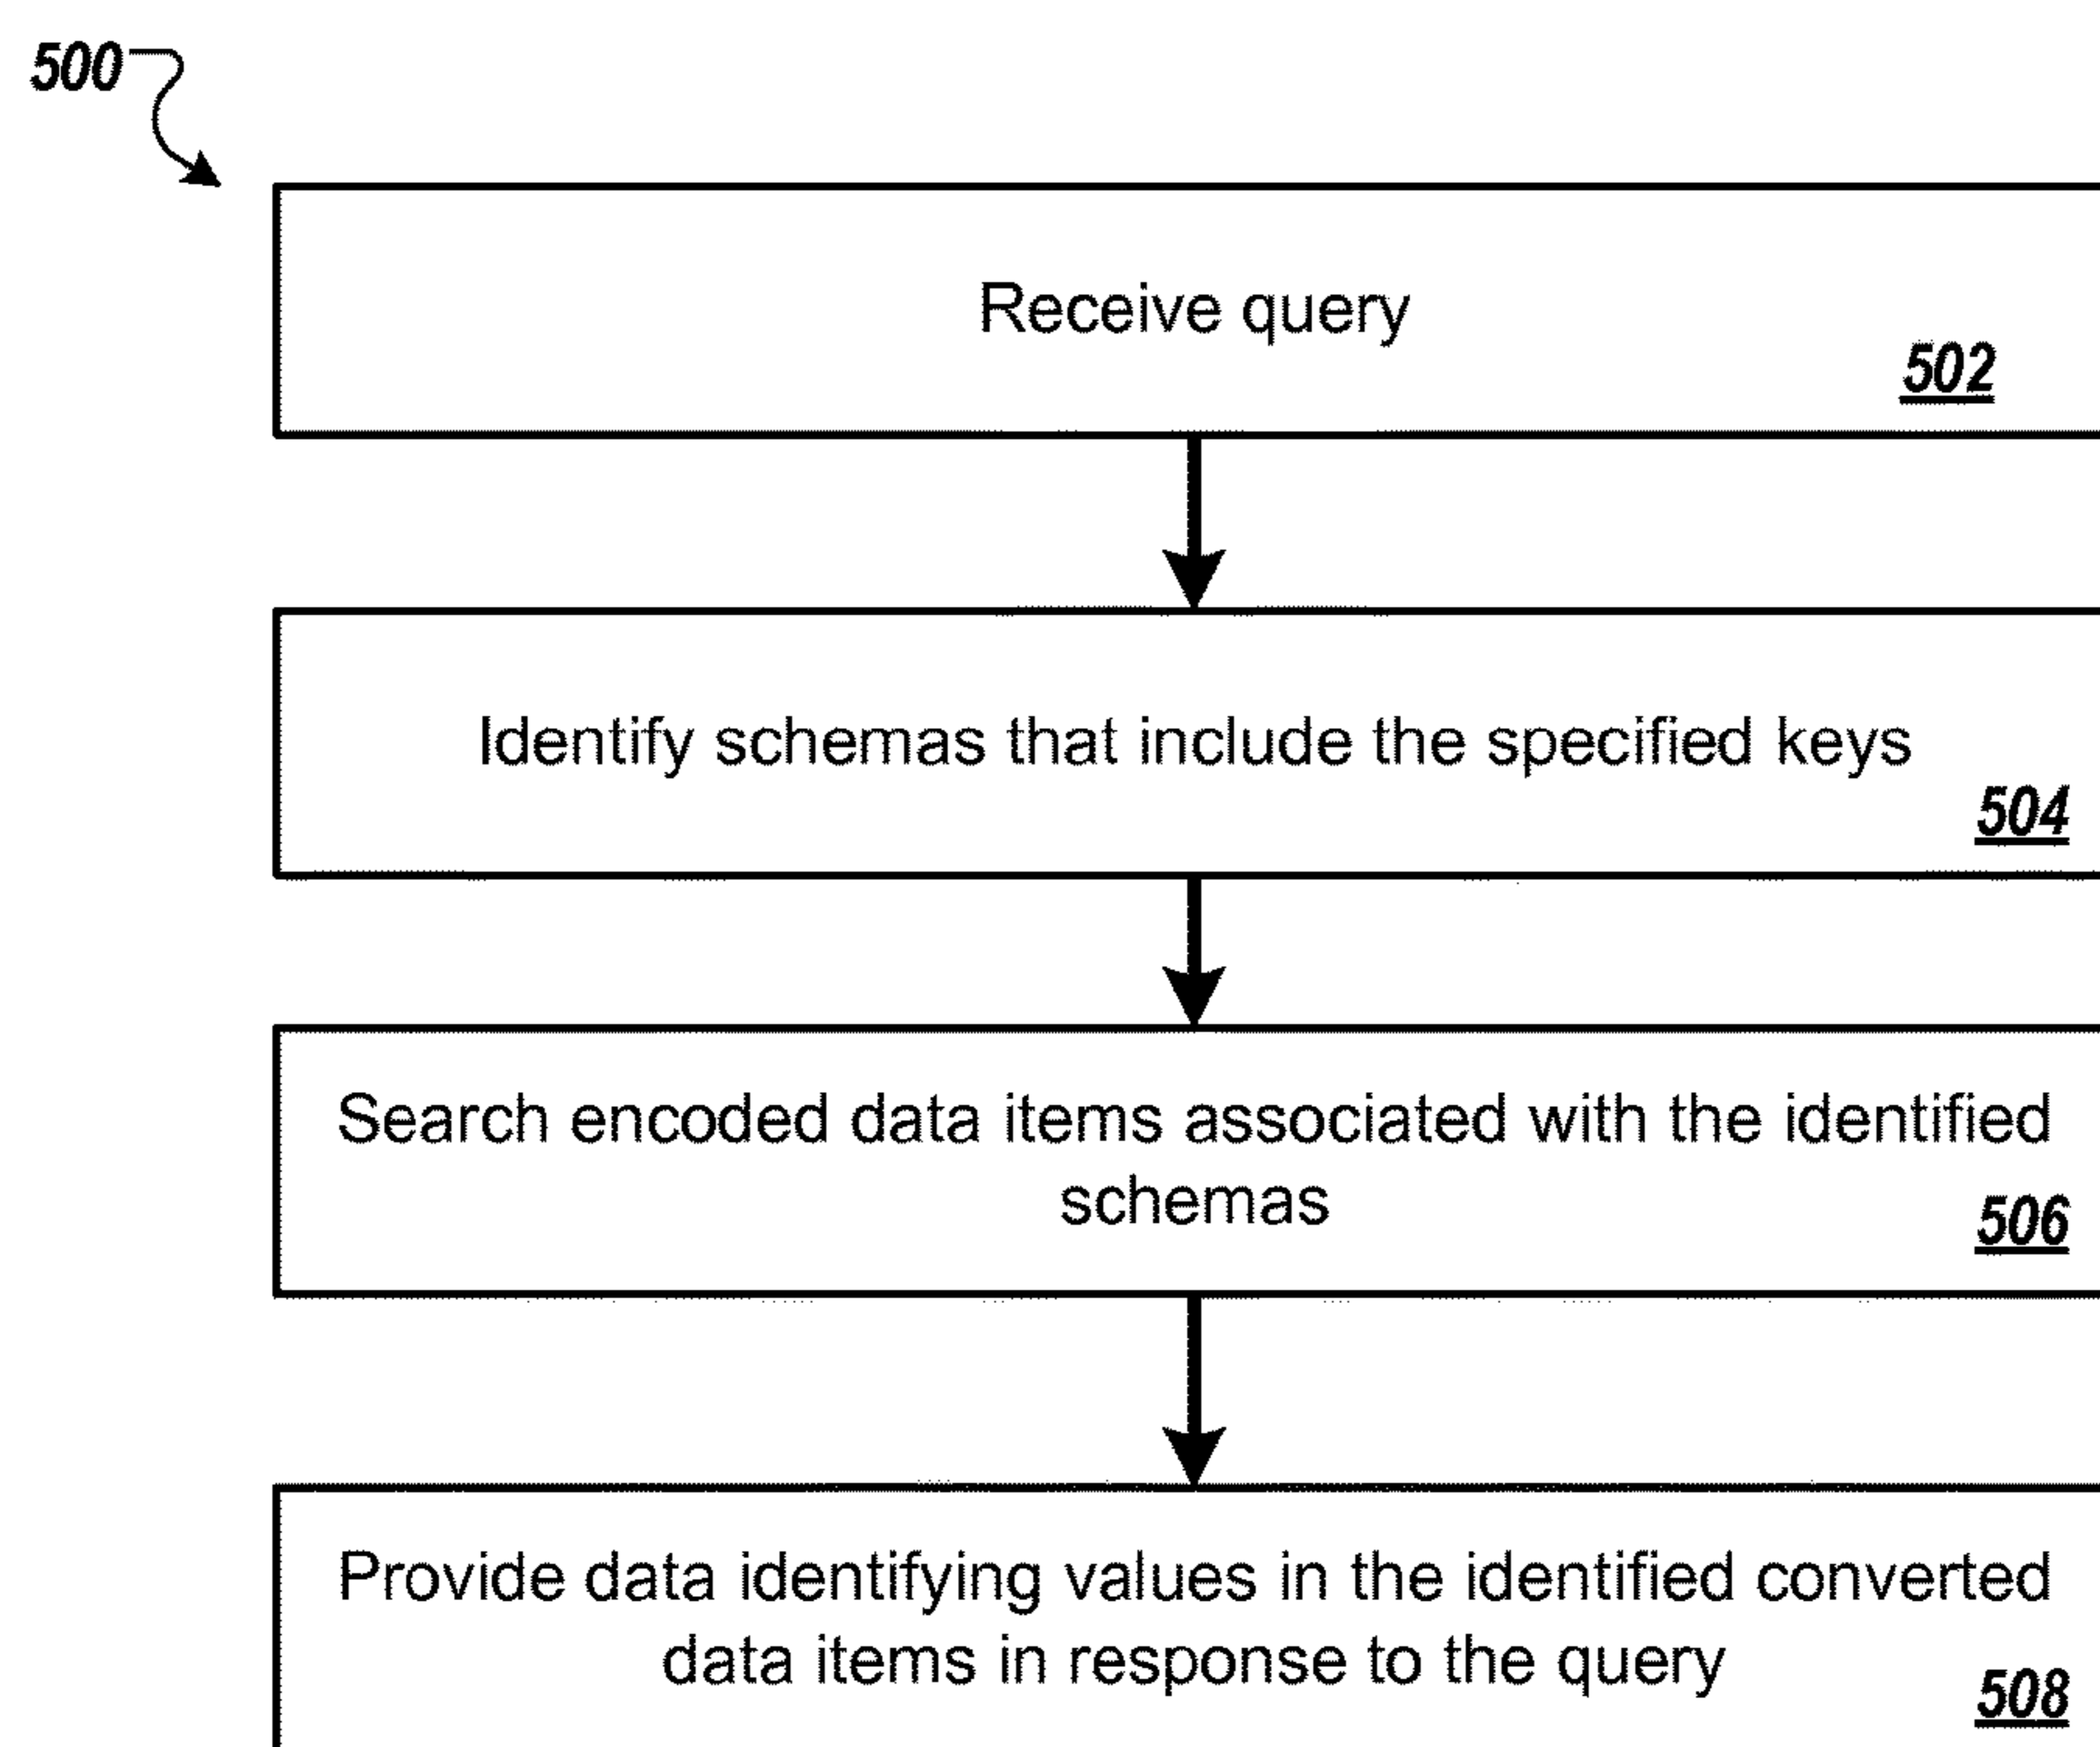 500
Receive query
502
Identify schemas that include the specified keys
504
Search encoded data items associated with the identified
schemas
506
Provide data identifying values in the identified converted
data items in response to the query
508